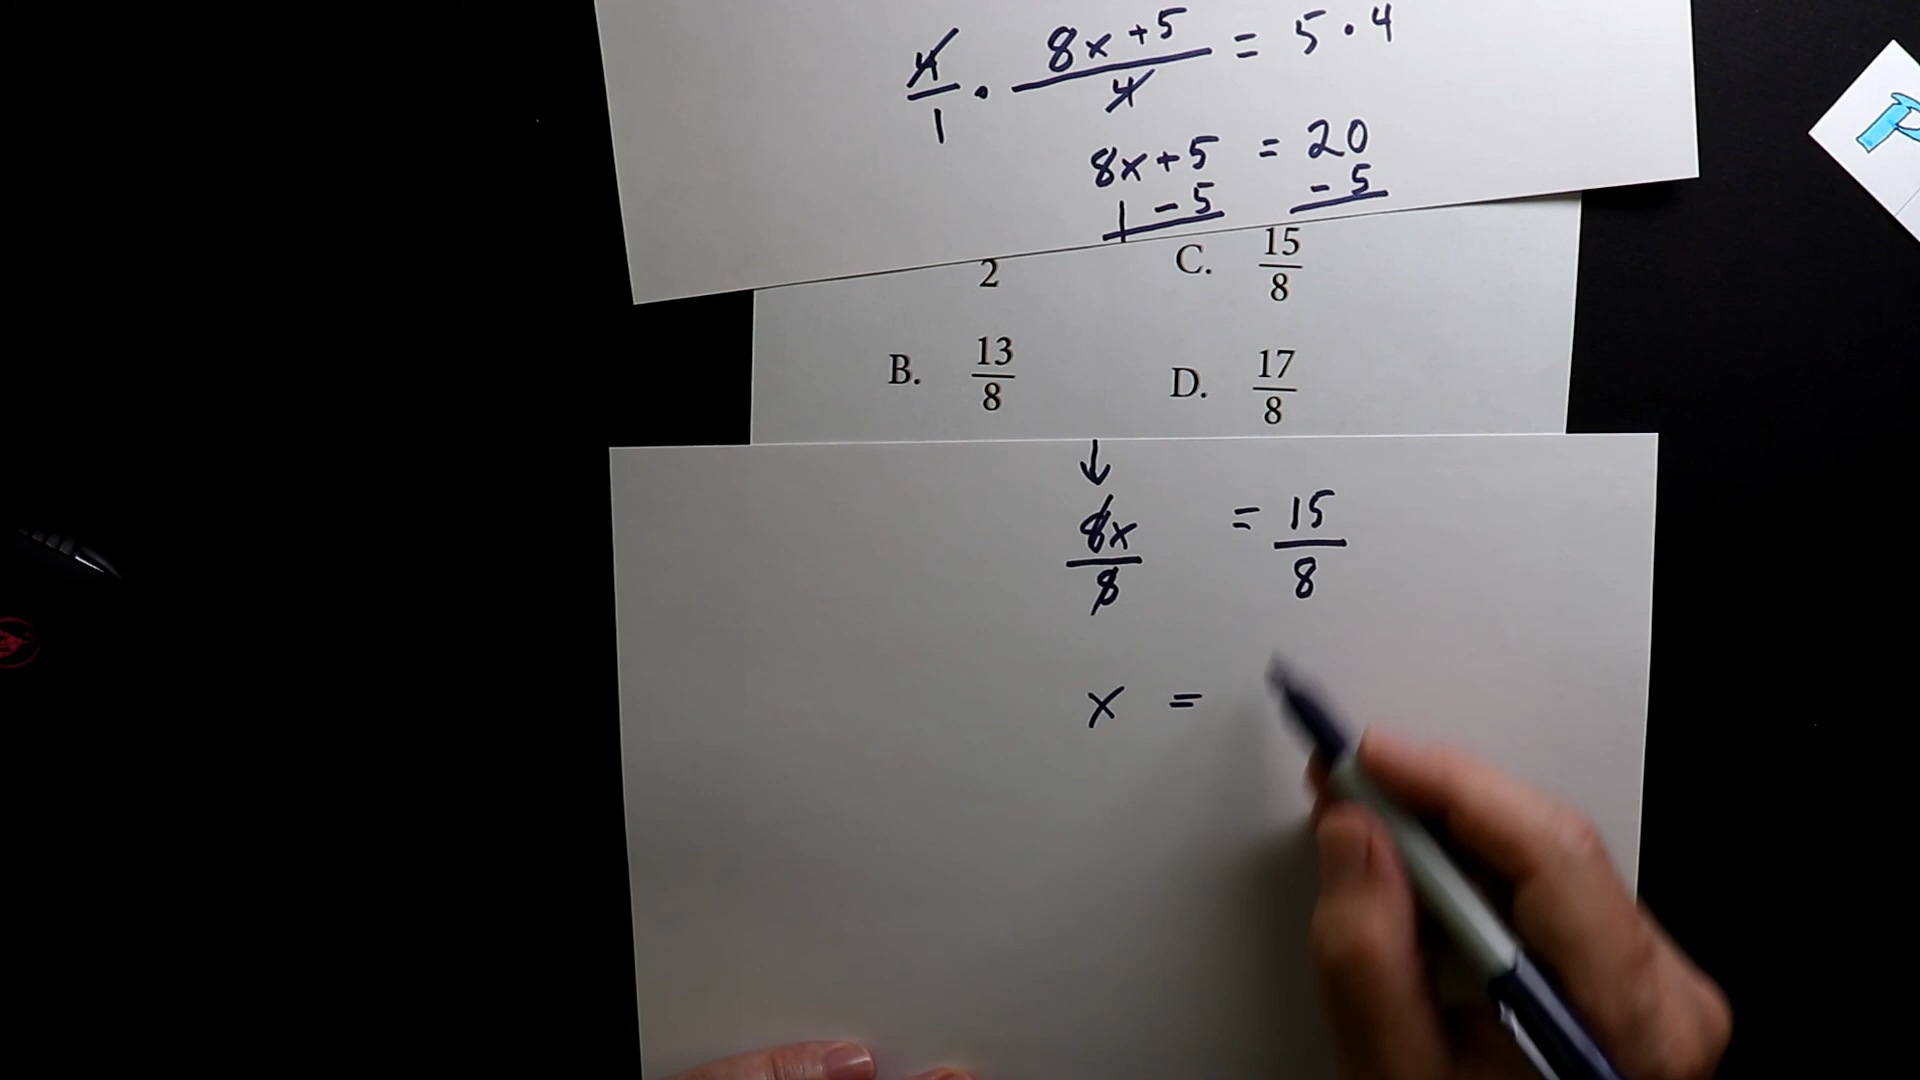 4/1 · (8x+5)/4 = 5·4
8x+5 = 20
-5 -5
2
C. 15/8
B. 13/8
D. 17/8
8x/8 = 15/8
x =